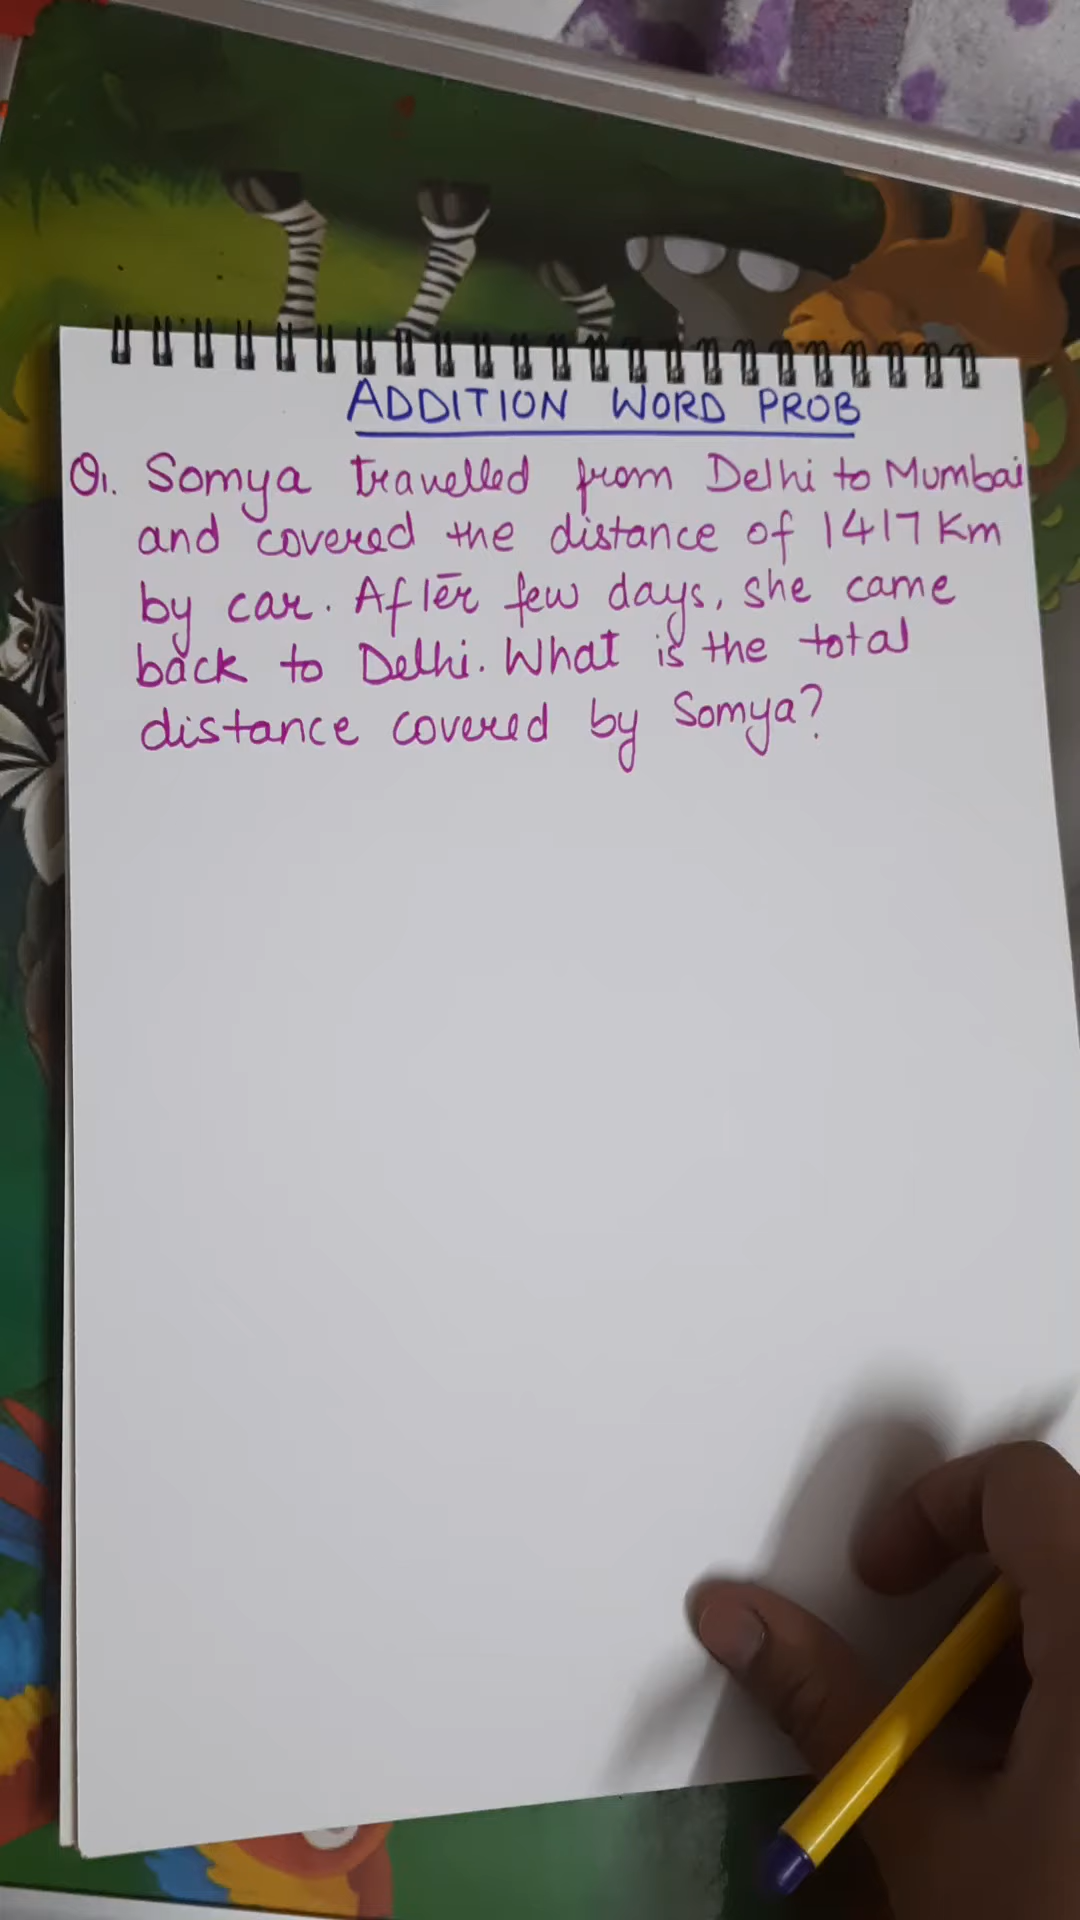 ADDITION WORD PROB
Q1. Somya travelled from Delhi to Mumbai
and covered the distance of 1417 Km
by car. After few days, she came
back to Delhi. What is the total
distance covered by Somya?